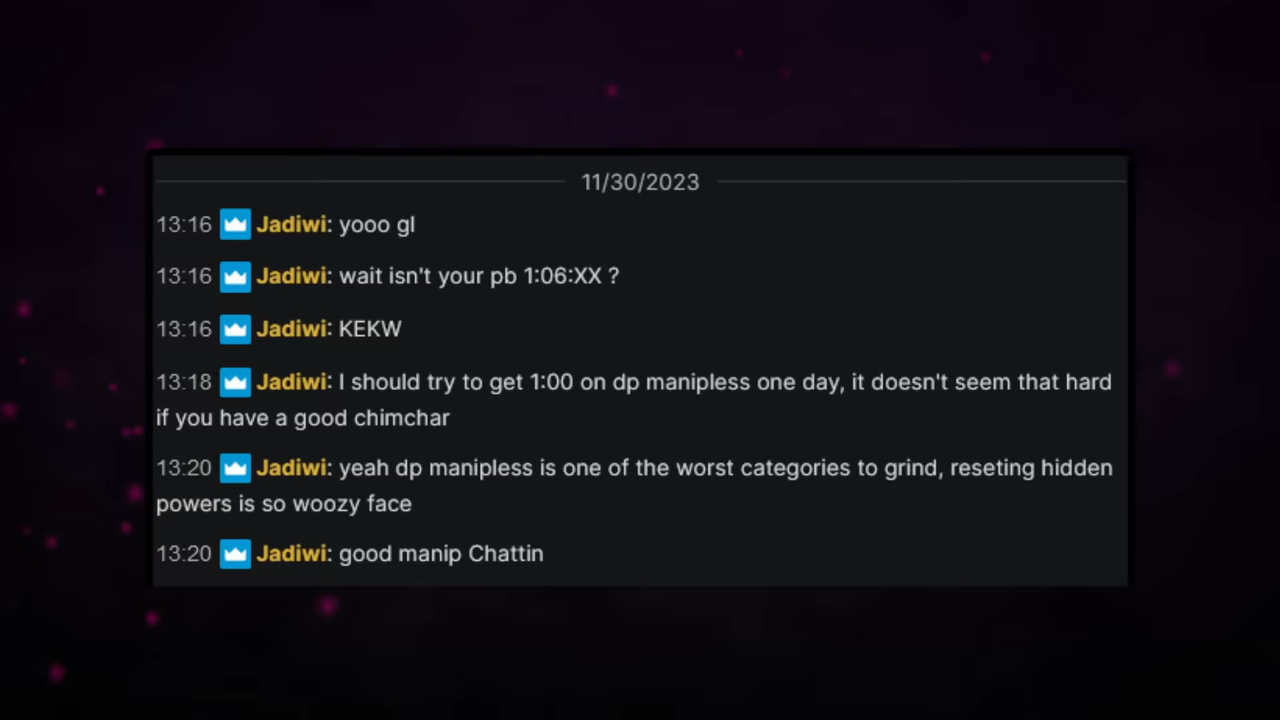 11/30/2023
13:16 Jadiwi: yooo gl
13:16 Jadiwi: wait isn't your pb 1:06:XX ?
13:16 Jadiwi: KEKW
13:18 Jadiwi: I should try to get 1:00 on dp manipless one day, it doesn't seem that hard
if you have a good chimchar
13:20 Jadiwi: yeah dp manipless is one of the worst categories to grind, reseting hidden
powers is so woozy face
13:20 Jadiwi: good manip Chattin